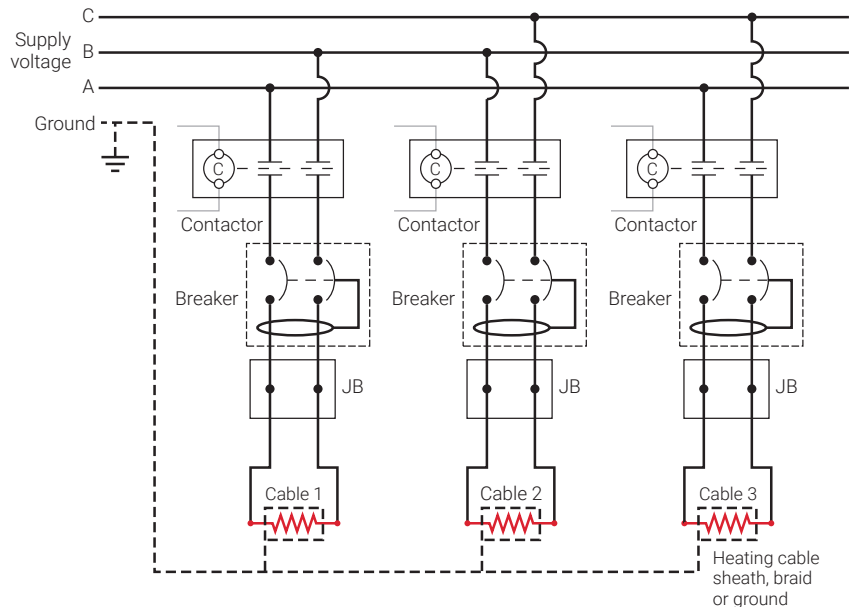 C
Supply
voltage
B
A
Ground
C
C
C
Contactor
Contactor
Contactor
Breaker
Breaker
Breaker
JB
JB
JB
Cable 1
Cable 2
Cable 3
Heating cable
sheath, braid
or ground